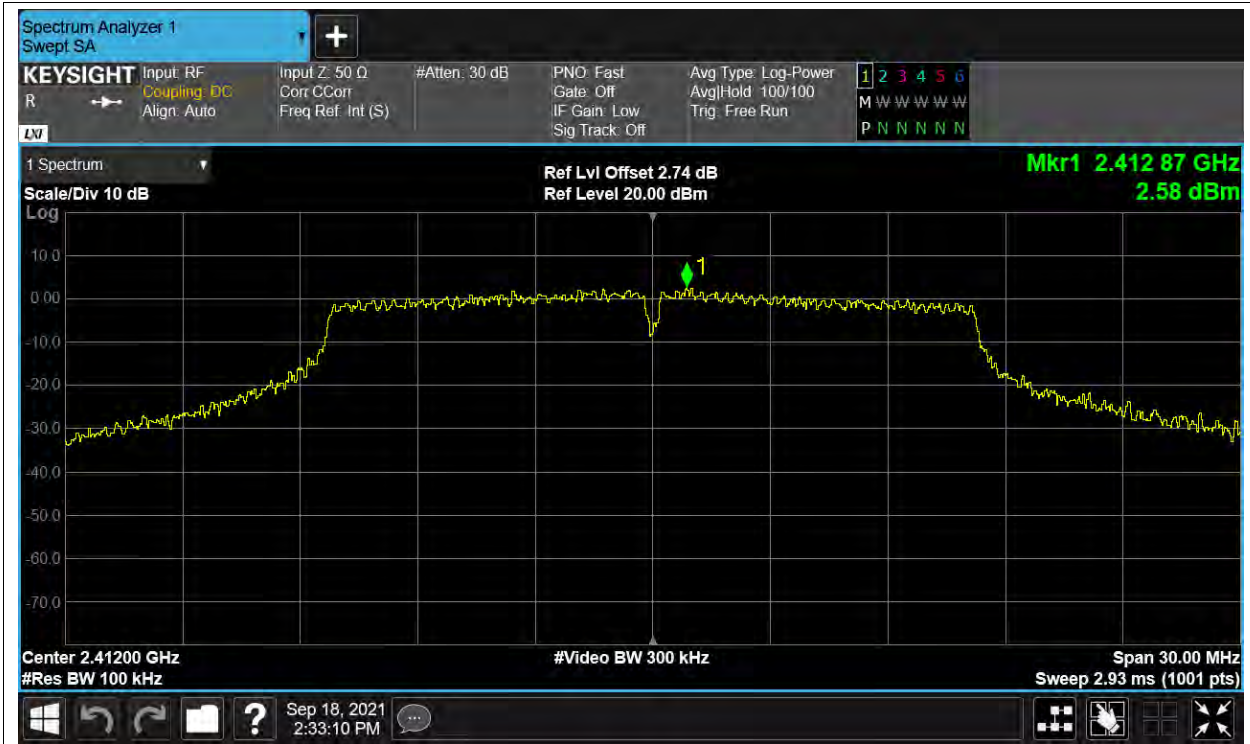 Spectrum Analyzer 1
Swept SA
KEYSIGHT
R
LXI
Input: RF
Coupling: DC
Align: Auto
Input Z: 50 Ω
Corr CCorr
Freq Ref: Int (S)
#Atten: 30 dB
PNO: Fast
Gate: Off
IF Gain: Low
Sig Track: Off
Avg Type: Log-Power
Avg|Hold: 100/100
Trig: Free Run
1 2 3 4 5 6
M W W W W W W
P N N N N N N
1 Spectrum
Scale/Div 10 dB
Log
Ref Lvl Offset 2.74 dB
Ref Level 20.00 dBm
Mkr1 2.412 87 GHz
2.58 dBm
10.0
1
0.00
-10.0
-20.0
-30.0
-40.0
-50.0
-60.0
-70.0
Center 2.41200 GHz
#Res BW 100 kHz
#Video BW 300 kHz
Span 30.00 MHz
Sweep 2.93 ms (1001 pts)
?
Sep 18, 2021
2:33:10 PM